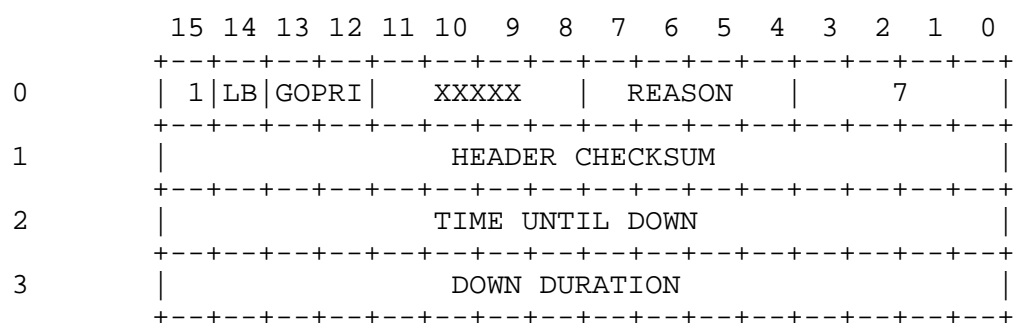 15 14 13 12 11 10 9 8 7 6 5 4 3 2 1 0
+--+--+--+--+--+--+--+--+--+--+--+--+--+--+--+--+
0 | 1|LB|GOPRI| XXXXX | REASON | 7 |
+--+--+--+--+--+--+--+--+--+--+--+--+--+--+--+--+
1 | HEADER CHECKSUM |
+--+--+--+--+--+--+--+--+--+--+--+--+--+--+--+--+
2 | TIME UNTIL DOWN |
+--+--+--+--+--+--+--+--+--+--+--+--+--+--+--+--+
3 | DOWN DURATION |
+--+--+--+--+--+--+--+--+--+--+--+--+--+--+--+--+